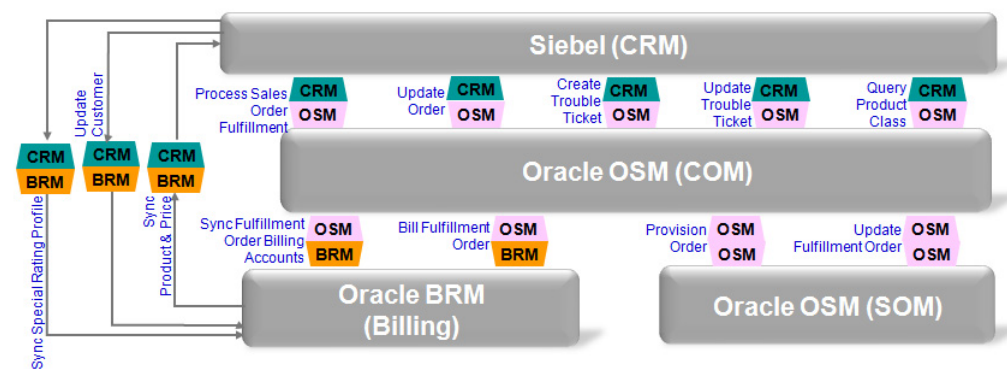 Siebel (CRM)
Process Sales
Order
Fulfillment
CRM
OSM
Update
Order
CRM
OSM
Create
Trouble
Ticket
CRM
OSM
Update
Trouble
Ticket
CRM
OSM
Query
Product
Class
CRM
OSM
Update
Customer
CRM
BRM
CRM
BRM
CRM
BRM
Sync Special Rating Profile
Sync
Product & Price
Oracle OSM (COM)
Sync Fulfillment
Order Billing
Accounts
OSM
BRM
Bill Fulfillment
Order
OSM
BRM
Provision
Order
OSM
OSM
Update
Fulfillment Order
OSM
OSM
Oracle BRM
(Billing)
Oracle OSM (SOM)